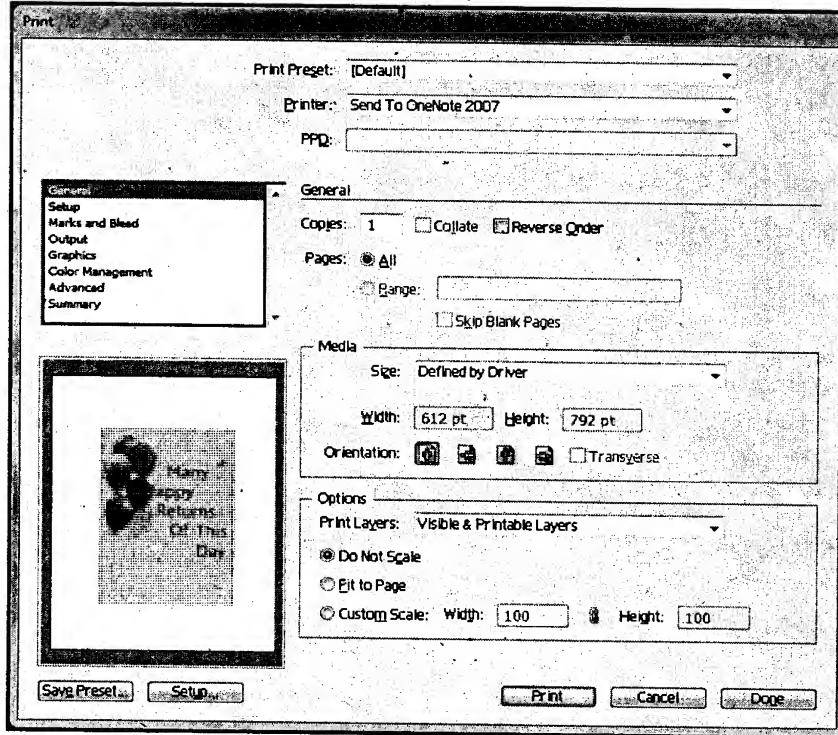 Print
Print Preset: [Default]
Printer: Send To OneNote 2007
PPD:
General
Setup
Marks and Bleed
Output
Graphics
Color Management
Advanced
Summary
General
Copies: 1 Collate Reverse Order
Pages: All
Range:
Skip Blank Pages
Media
Size: Defined by Driver
Width: 612 pt Height: 792 pt
Orientation: Transverse
Options
Print Layers: Visible & Printable Layers
Do Not Scale
Fit to Page
Custom Scale: Width: 100 Height: 100
Many
Happy
Returns
Of This
Day
Save Preset... Setup... Print Cancel Done